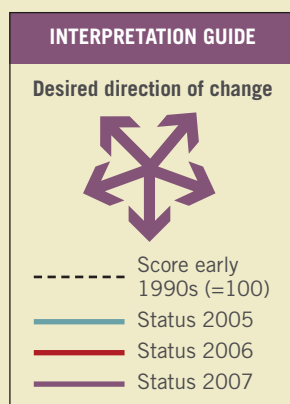 INTERPRETATION GUIDE
Desired direction of change
Score early
1990s (=100)
Status 2005
Status 2006
Status 2007